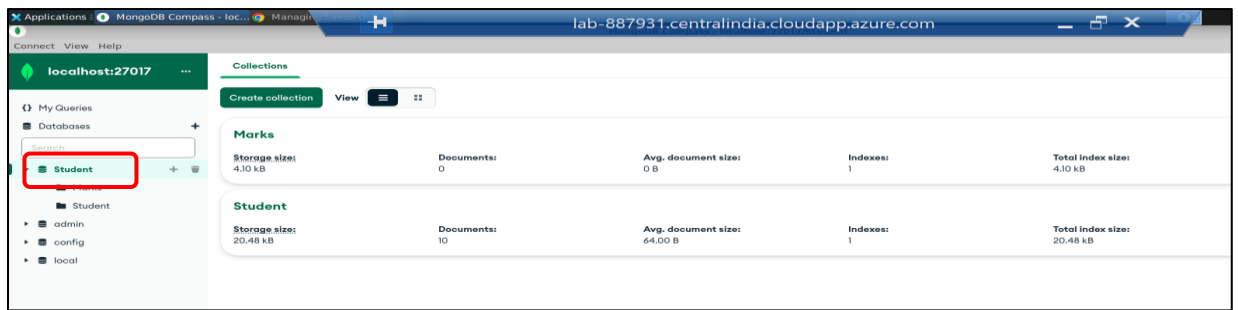 Applications
MongoDB Compass - loc...
Managin
lab-887931.centralindia.cloudapp.azure.com
Connect View Help
localhost:27017 ...
Collections
Create collection View
My Queries
Databases +
Search
Student +
Marks
Student
admin
config
local
Marks
Storage size: Documents: Avg. document size: Indexes: Total index size:
4.10 kB 0 0 B 1 4.10 kB
Student
Storage size: Documents: Avg. document size: Indexes: Total index size:
20.48 kB 10 64.00 B 1 20.48 kB